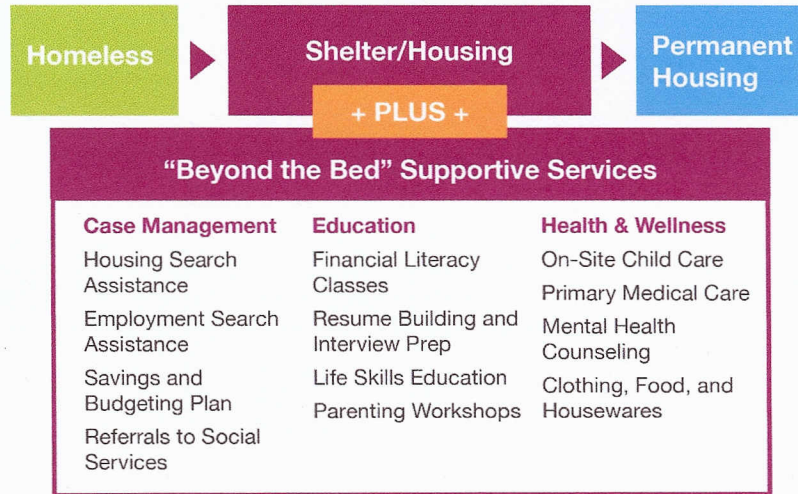 Homeless
Shelter/Housing
Permanent
Housing
+ PLUS +
“Beyond the Bed” Supportive Services
Case Management
Housing Search
Assistance
Employment Search
Assistance
Savings and
Budgeting Plan
Referrals to Social
Services
Education
Financial Literacy
Classes
Resume Building and
Interview Prep
Life Skills Education
Parenting Workshops
Health & Wellness
On-Site Child Care
Primary Medical Care
Mental Health
Counseling
Clothing, Food, and
Housewares